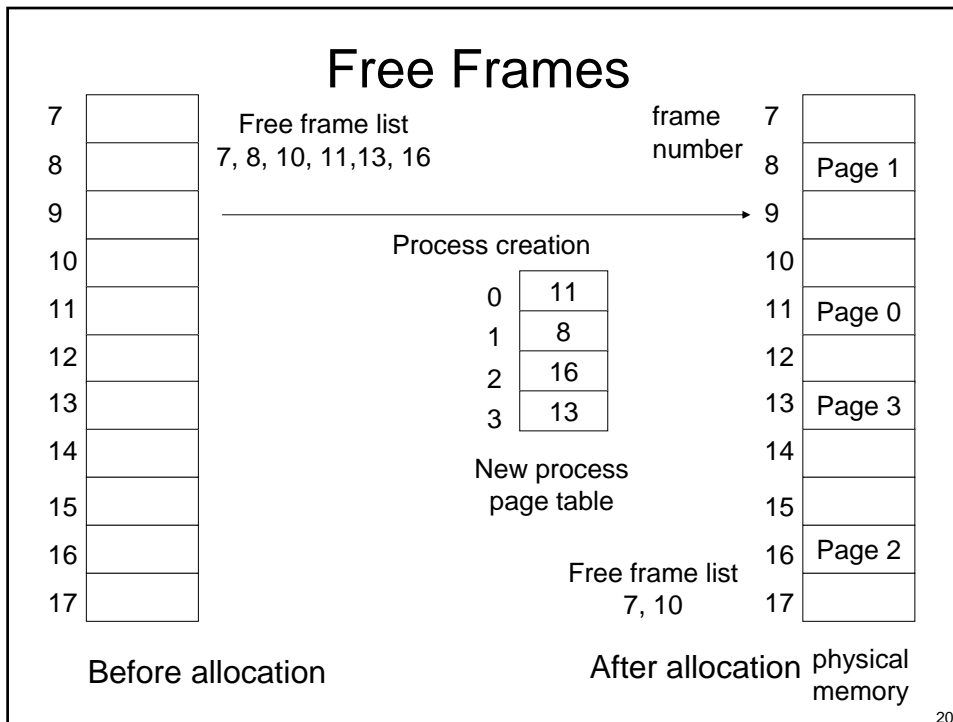 Free Frames
7
8
9
10
11
12
13
14
15
16
17
Before allocation
Free frame list
7, 8, 10, 11,13, 16
Process creation
0 11
1 8
2 16
3 13
New process
page table
Free frame list
7, 10
frame
number
7
8 Page 1
9
10
11 Page 0
12
13 Page 3
14
15
16 Page 2
17
After allocation
physical
memory
20